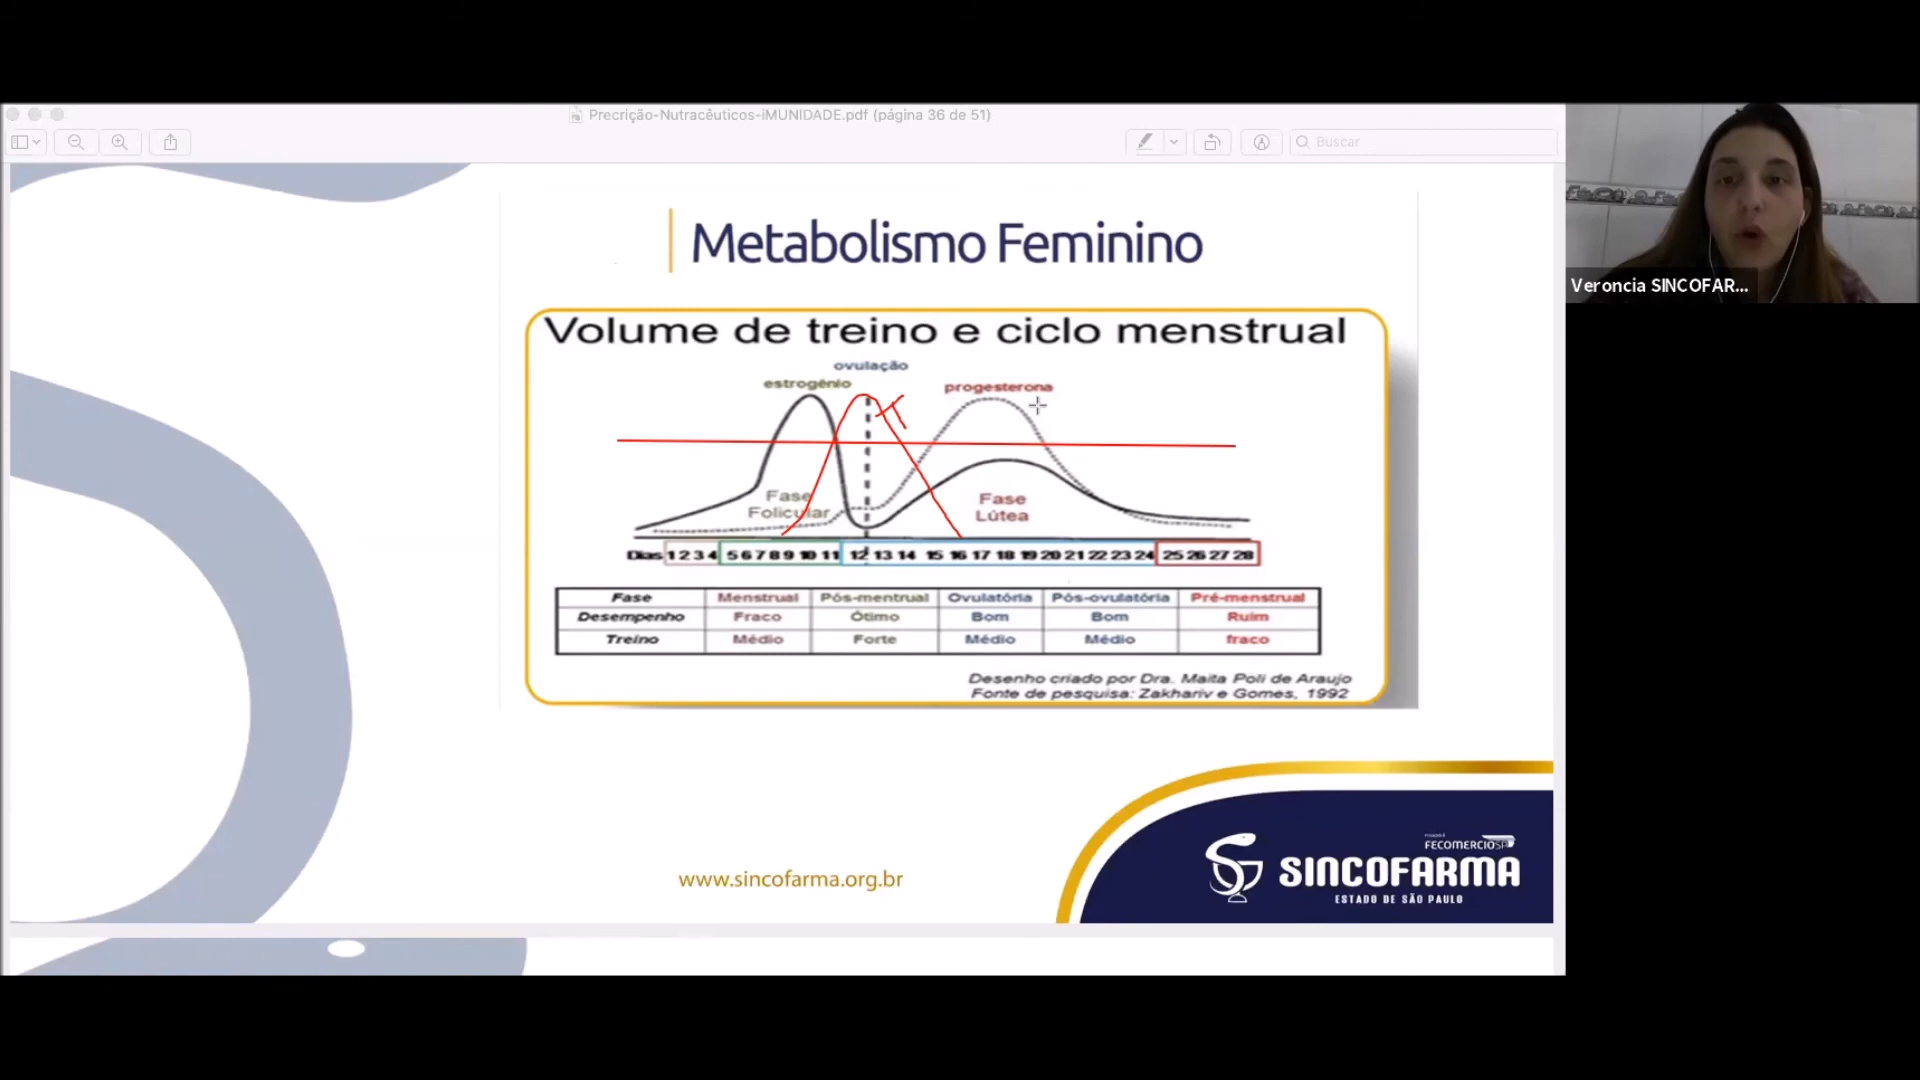 Precrição-Nutracêuticos-iMUNIDADE.pdf (página 36 de 51)
Buscar
Metabolismo Feminino
Volume de treino e ciclo menstrual
ovulação
estrogênio
progesterona
Fase
Folicular
Fase
Lútea
Dias 1 2 3 4 5 6 7 8 9 10 11 12 13 14 15 16 17 18 19 20 21 22 23 24 25 26 27 28
Fase Menstrual Pós-mentrual Ovulatória Pós-ovulatória Pré-menstrual
Desempenho Fraco Ótimo Bom Bom Ruim
Treino Médio Forte Médio Médio fraco
Desenho criado por Dra. Maita Poli de Araujo
Fonte de pesquisa: Zakhariv e Gomes, 1992
T
www.sincofarma.org.br
FECOMERCIOSP
SINCOFARMA
ESTADO DE SÃO PAULO
Veroncia SINCOFAR...